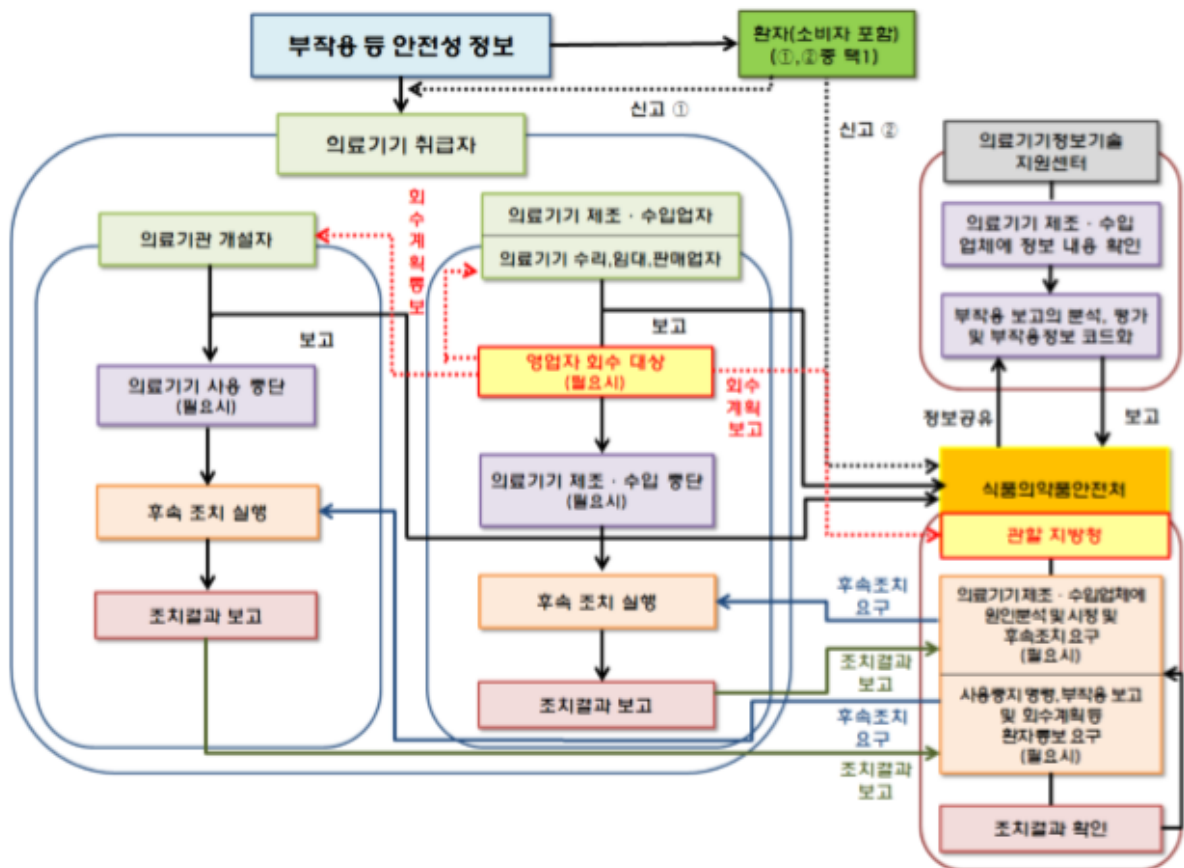 부작용 등 안전성 정보
환자(소비자 포함)
(①,②중 택1)
신고 ①
신고 ②
의료기기 취급자
의료기기정보기술
지원센터
회
수
계
획
통
보
의료기기 제조 · 수입업자
의료기기 수리,임대,판매업자
의료기관 개설자
의료기기 제조 · 수입
업체에 정보 내용 확인
보고
보고
부작용 보고의 분석, 평가
및 부작용정보 코드화
영업자 회수 대상
(필요시)
의료기기 사용 중단
(필요시)
회수
계획
보고
정보공유
보고
의료기기 제조 · 수입 중단
(필요시)
식품의약품안전처
후속 조치 실행
관할 지방청
후속 조치 실행
후속조치
요구
의료기기 제조 · 수입업체에
원인분석 및 시정 및
후속조치 요구
(필요시)
조치결과 보고
조치결과
보고
조치결과 보고
사용중지 명령,부작용 보고
및 회수계획 등
환자통보 요구
(필요시)
후속조치
요구
조치결과
보고
조치결과 확인